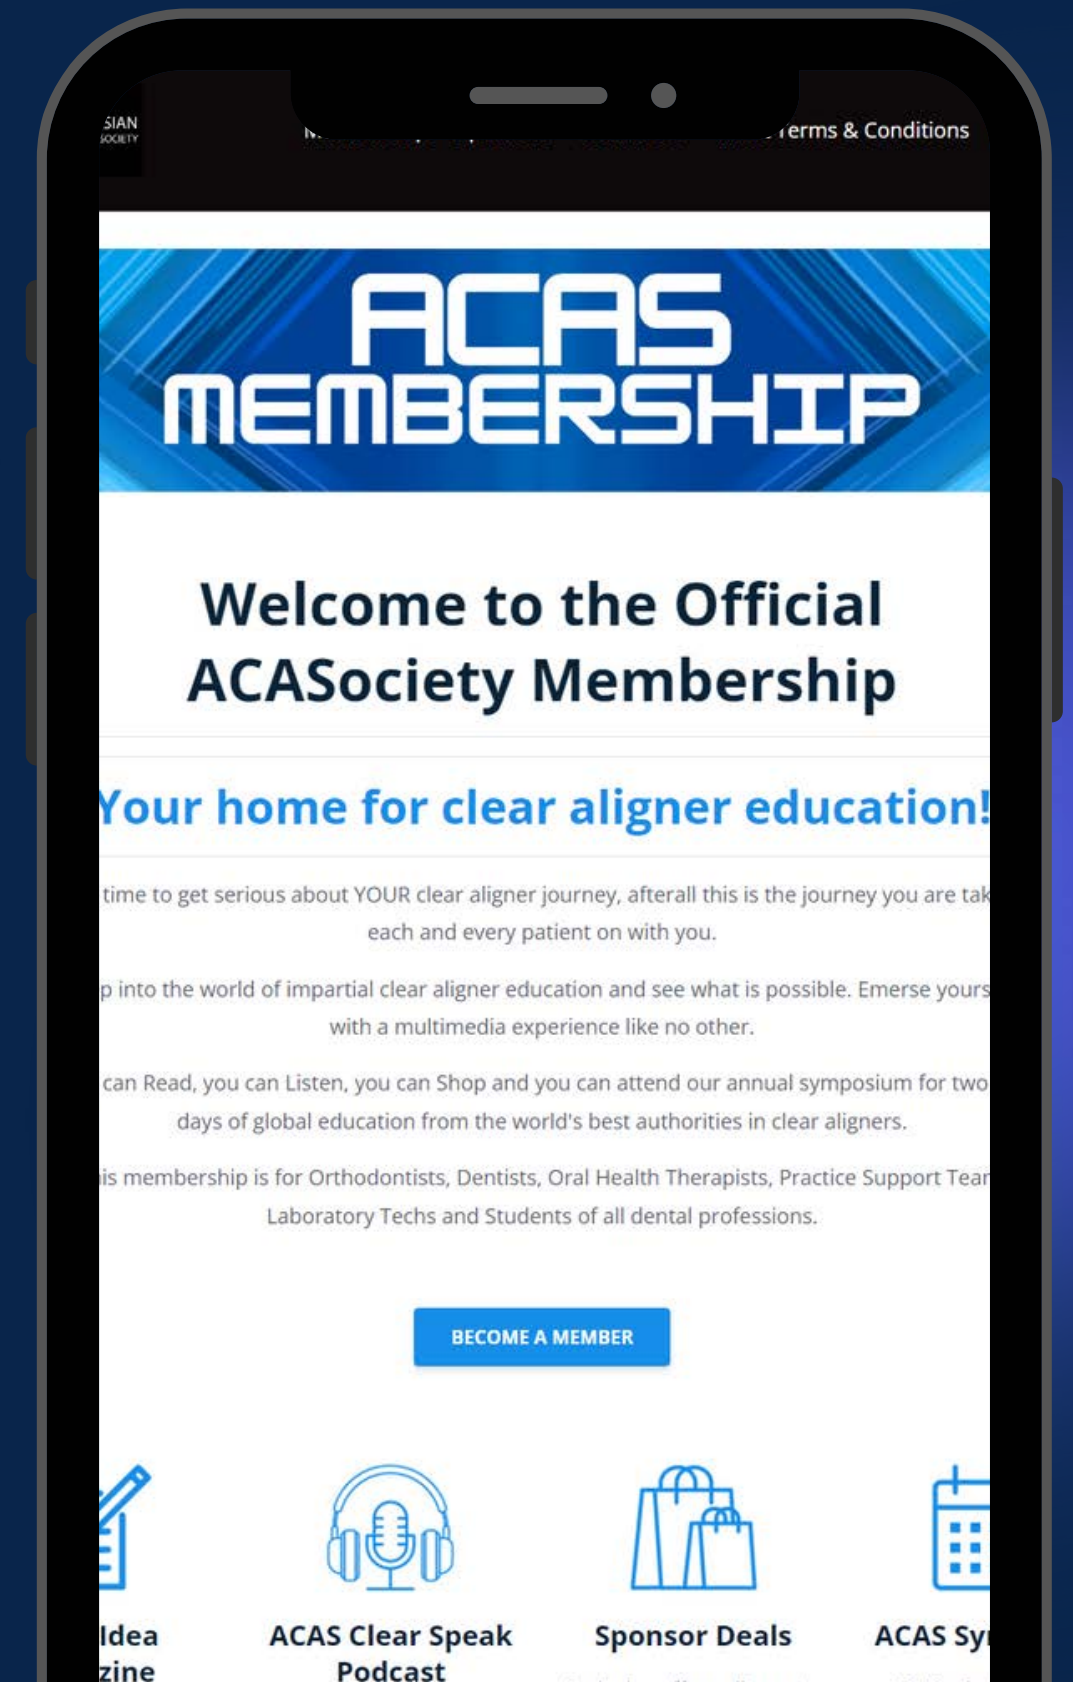 SIAN
SOCIETY
Terms & Conditions
ACAS
MEMBERSHIP
Welcome to the Official
ACASociety Membership
Your home for clear aligner education!
time to get serious about YOUR clear aligner journey, afterall this is the journey you are tak
each and every patient on with you.
p into the world of impartial clear aligner education and see what is possible. Emerse yours
with a multimedia experience like no other.
can Read, you can Listen, you can Shop and you can attend our annual symposium for two
days of global education from the world's best authorities in clear aligners.
is membership is for Orthodontists, Dentists, Oral Health Therapists, Practice Support Tear
Laboratory Techs and Students of all dental professions.
BECOME A MEMBER
Idea
zine
ACAS Clear Speak
Podcast
Sponsor Deals
ACAS Sy